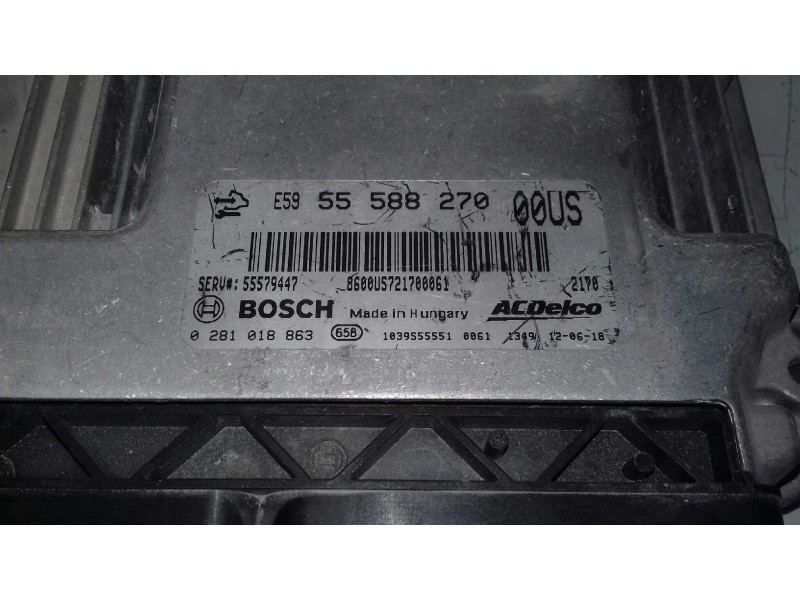 E59 55 588 270 00US
SERV#: 55579447 8600US721700061 2170
BOSCH Made in Hungary ACDelco
0 281 018 863 658 1039S55551 0061 1349 12-06-18